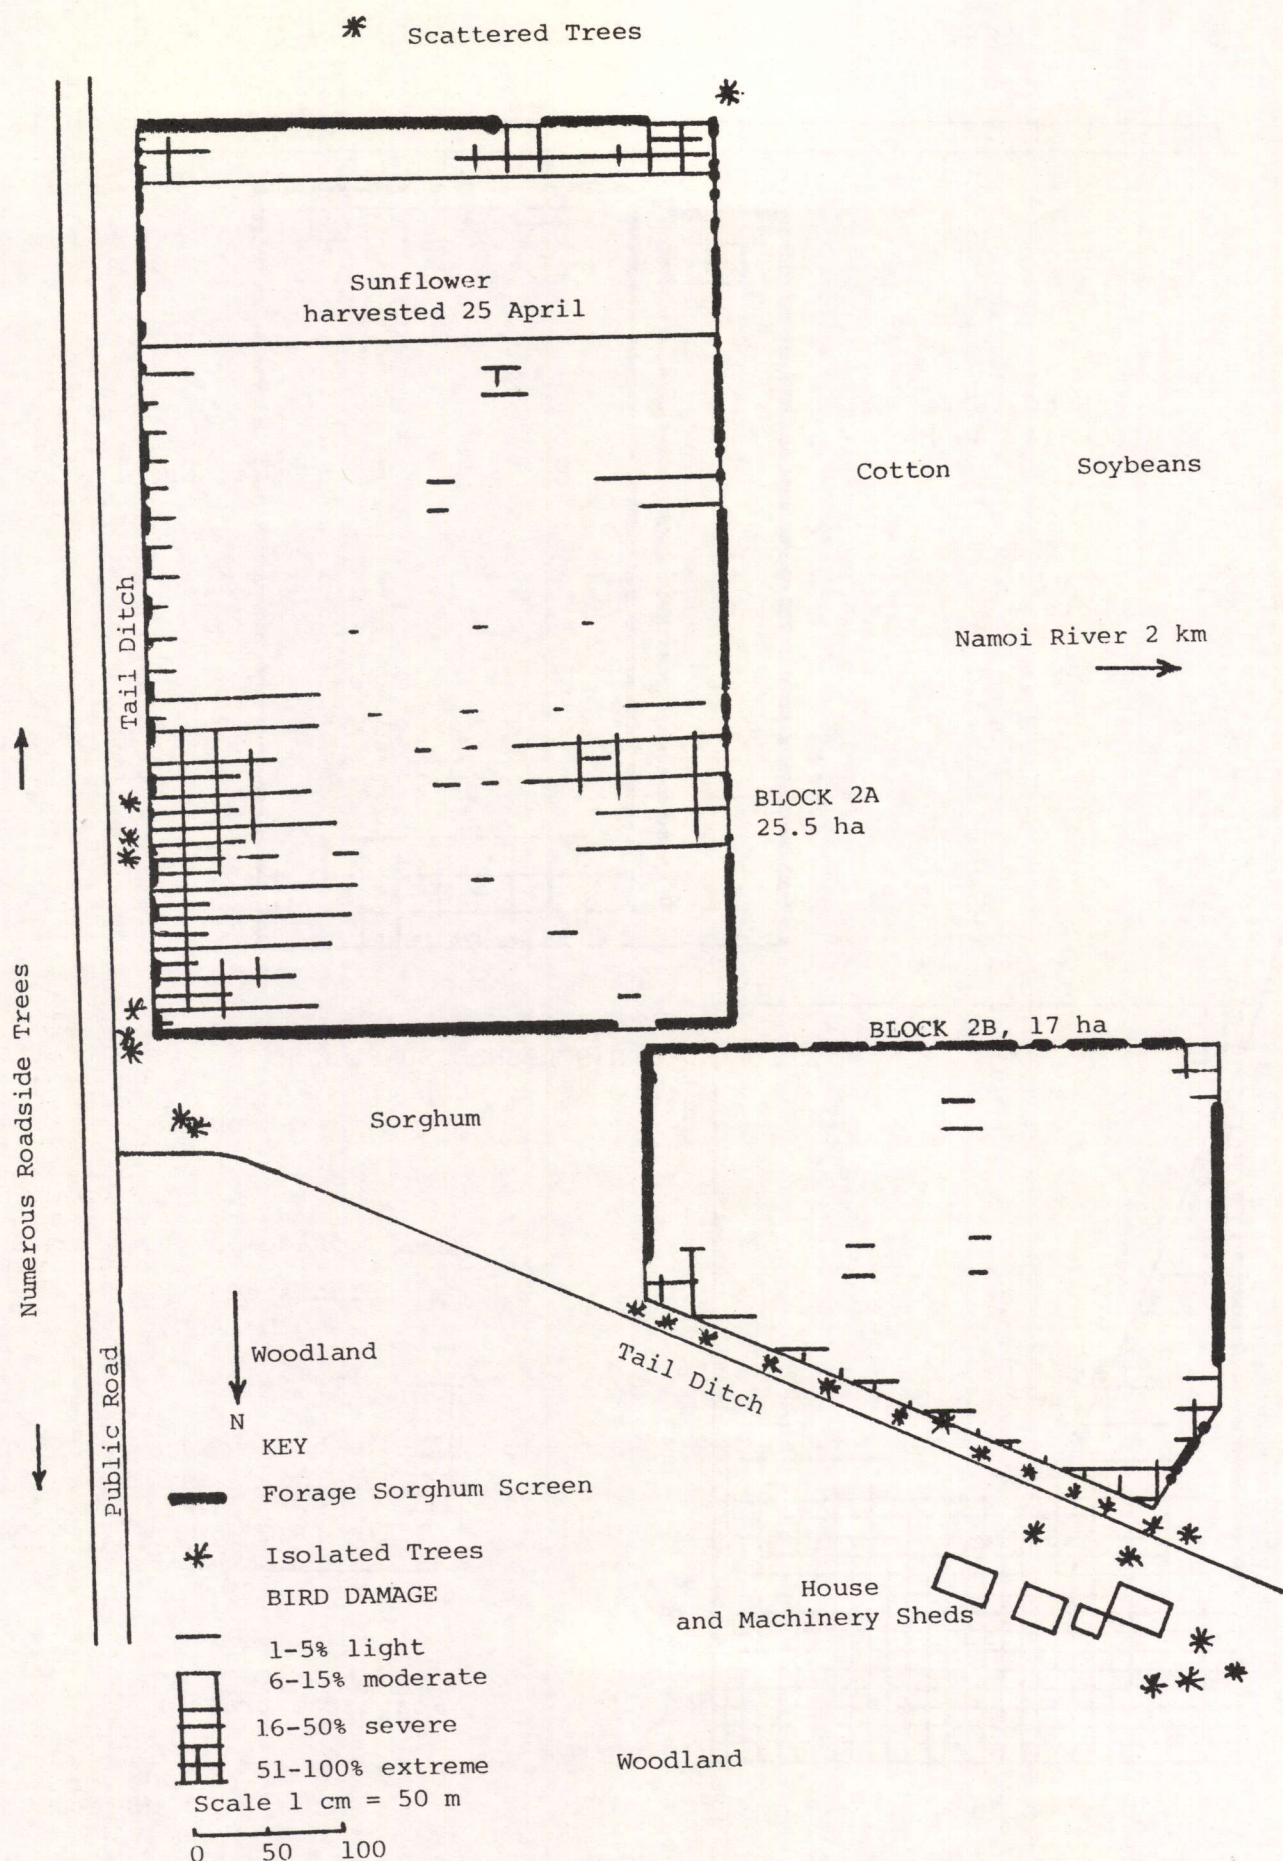 Scattered Trees
Sunflower
harvested 25 April
Cotton
Soybeans
Tail Ditch
Namoi River 2 km
BLOCK 2A
25.5 ha
Numerous Roadside Trees
BLOCK 2B, 17 ha
Sorghum
Woodland
Tail Ditch
Public Road
N
KEY
Forage Sorghum Screen
Isolated Trees
BIRD DAMAGE
House
and Machinery Sheds
1-5% light
6-15% moderate
16-50% severe
51-100% extreme
Woodland
Scale 1 cm = 50 m
0 50 100